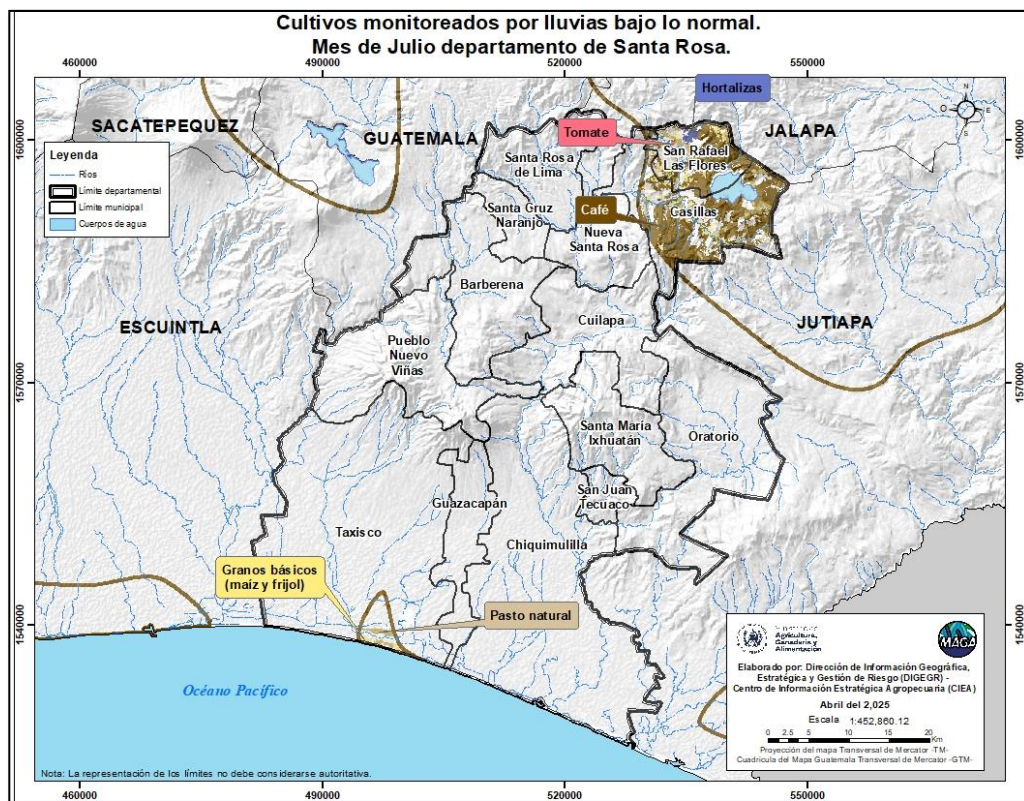 Cultivos monitoreados por lluvias bajo lo normal.
Mes de Julio departamento de Santa Rosa.
460000
490000
520000
550000
Hortalizas
N
O
E
S
SACATEPEQUEZ
GUATEMALA
JALAPA
Tomate
1600000
1600000
Leyenda
Ríos
Límite departamental
Límite municipal
Cuerpos de agua
Santa Rosa
de Lima
San Rafael
Las Flores
Santa Cruz
Naranjo
Café
Casillas
Nueva
Santa Rosa
Barberena
ESCUINTLA
Cuilapa
JUTIAPA
Pueblo
Nuevo
Viñas
1570000
1570000
Santa María
Ixhuatán
Oratorio
San Juan
Tecuaco
Guazacapán
Taxisco
Chiquimulilla
Granos básicos
(maíz y frijol)
Pasto natural
1540000
1540000
Océano Pacífico
Agricultura,
Ganadería y
Alimentación
MAGA
Elaborado por: Dirección de Información Geográfica,
Estratégica y Gestión de Riesgo (DIGEGR) -
Centro de Información Estratégica Agropecuaria (CIEA)
Abril del 2,025
Escala 1:452,860.12
0 2.5 5 10 15 20
Km
Proyección del mapa Transversal de Mercator -TM-
Cuadricula del Mapa Guatemala Transversal de Mercator -GTM-
Nota: La representación de los límites no debe considerarse autoritativa.
460000
490000
520000
550000